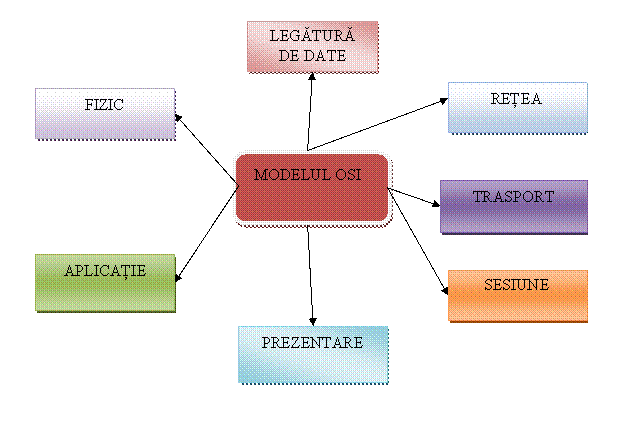 LEGĂTURĂ
DE DATE
FIZIC
REȚEA
MODELUL OSI
TRASPORT
APLICAȚIE
SESIUNE
PREZENTARE